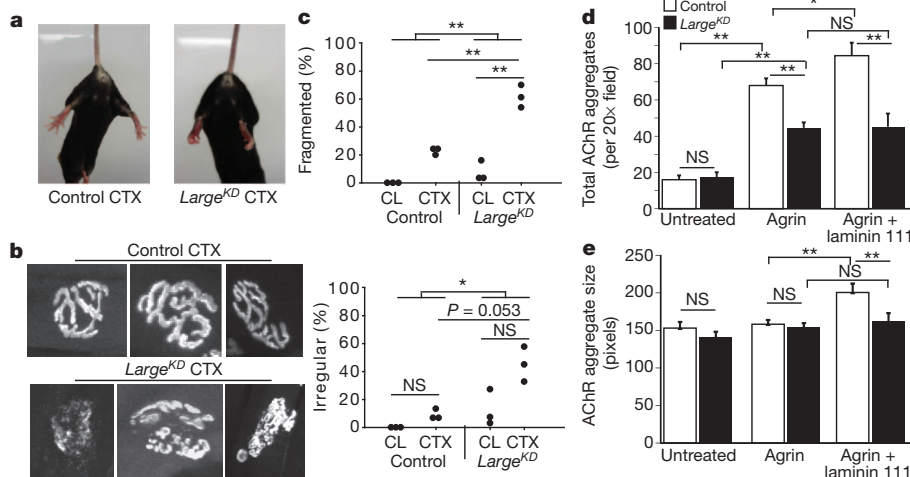 a
Control CTX
Large^KD CTX
b
Control CTX
Large^KD CTX
c
Fragmented (%)
100
80
60
40
20
0
**
**
**
CL CTX CL CTX
Control Large^KD
Irregular (%)
100
80
60
40
20
0
*
P = 0.053
NS
NS
CL CTX CL CTX
Control Large^KD
d
Control
Large^KD
Total AChR aggregates
(per 20× field)
100
80
60
40
20
0
*
** NS
** **
**
NS
Untreated Agrin Agrin +
laminin 111
e
AChR aggregate size
(pixels)
250
200
150
100
50
0
** **
NS
NS NS
Untreated Agrin Agrin +
laminin 111